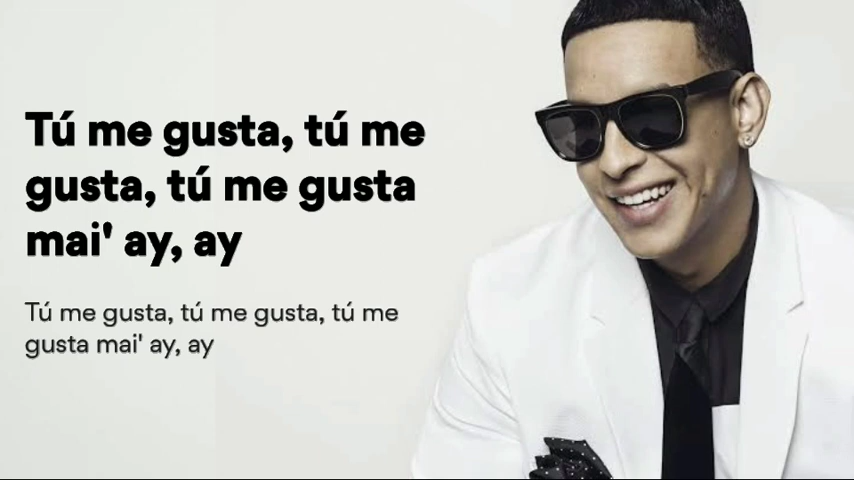 Tú me gusta, tú me
gusta, tú me gusta
mai' ay, ay
Tú me gusta, tú me gusta, tú me
gusta mai' ay, ay